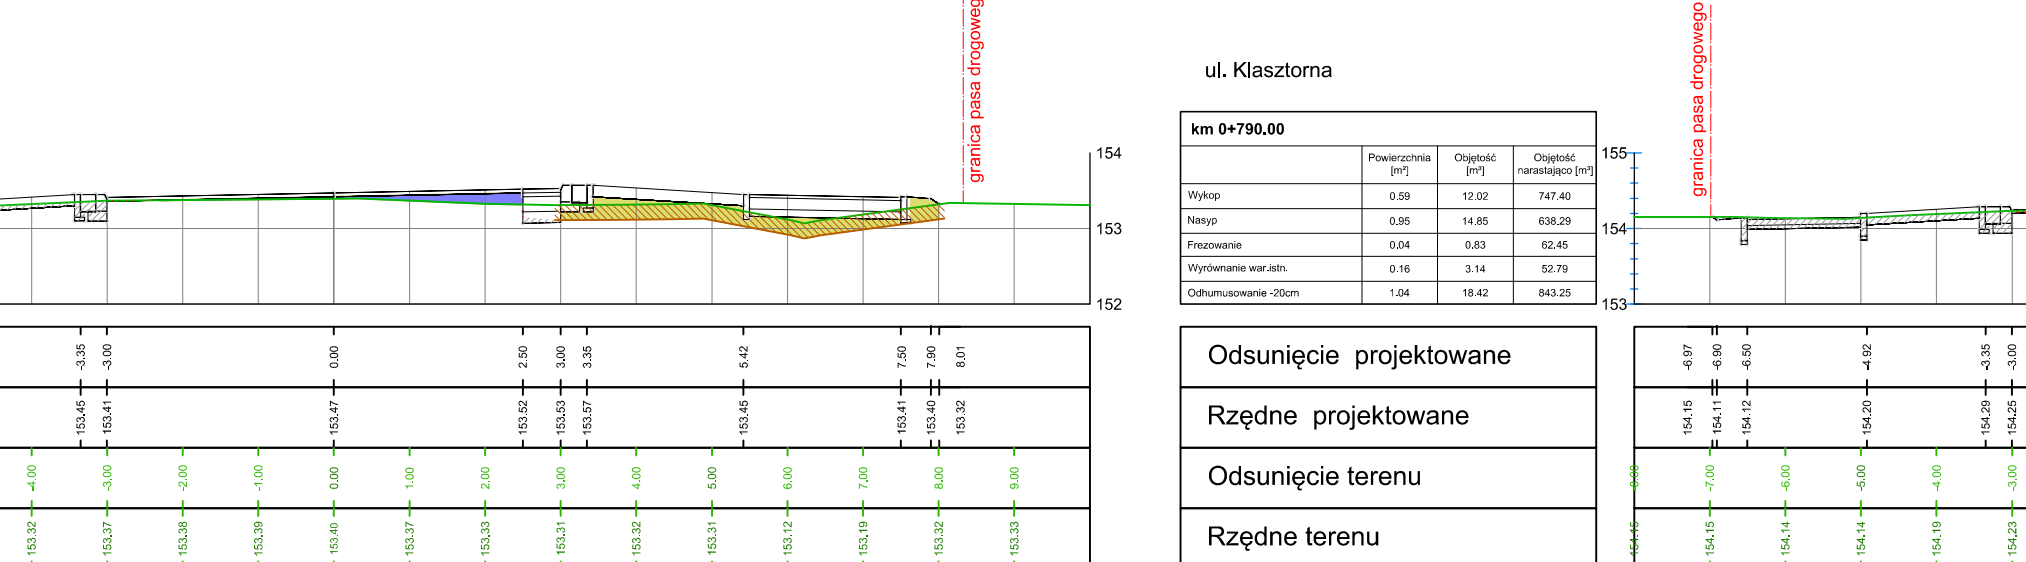 granica pasa drogowego
154
153
152
-3.35 -3.00 0.00 2.50 3.00 3.35 5.42 7.50 7.90 8.01
153.45 153.41 153.47 153.52 153.53 153.57 153.45 153.41 153.40 153.32
-4.00 -3.00 -2.00 -1.00 0.00 1.00 2.00 3.00 4.00 5.00 6.00 7.00 8.00 9.00
153.32 153.37 153.38 153.39 153.40 153.37 153.33 153.31 153.32 153.31 153.12 153.19 153.32 153.33
ul. Klasztorna
km 0+790.00
Powierzchnia [m²] Objętość [m³] Objętość narastająco [m³]
Wykop 0.59 12.02 747.40
Nasyp 0.95 14.85 638.29
Frezowanie 0.04 0.83 62.45
Wyrównanie war.istn. 0.16 3.14 52.79
Odhumusowanie -20cm 1.04 18.42 843.25
Odsunięcie projektowane
Rzędne projektowane
Odsunięcie terenu
Rzędne terenu
granica pasa drogowego
155
154
153
-6.97 -6.90 -6.50 -4.92 -3.35 -3.00
154.15 154.11 154.12 154.20 154.29 154.25
-8.00 -7.00 -6.00 -5.00 -4.00 -3.00
154.15 154.15 154.14 154.14 154.19 154.23